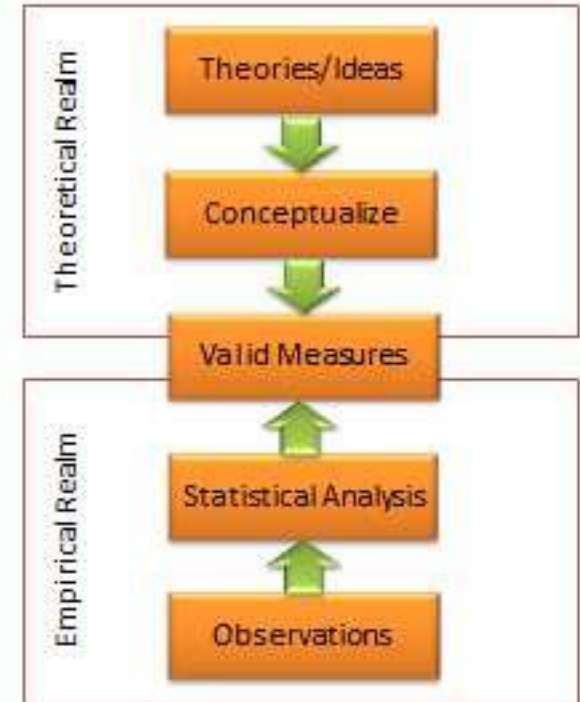 Theoretical Realm
Theories/Ideas
Conceptualize
Valid Measures
Empirical Realm
Statistical Analysis
Observations